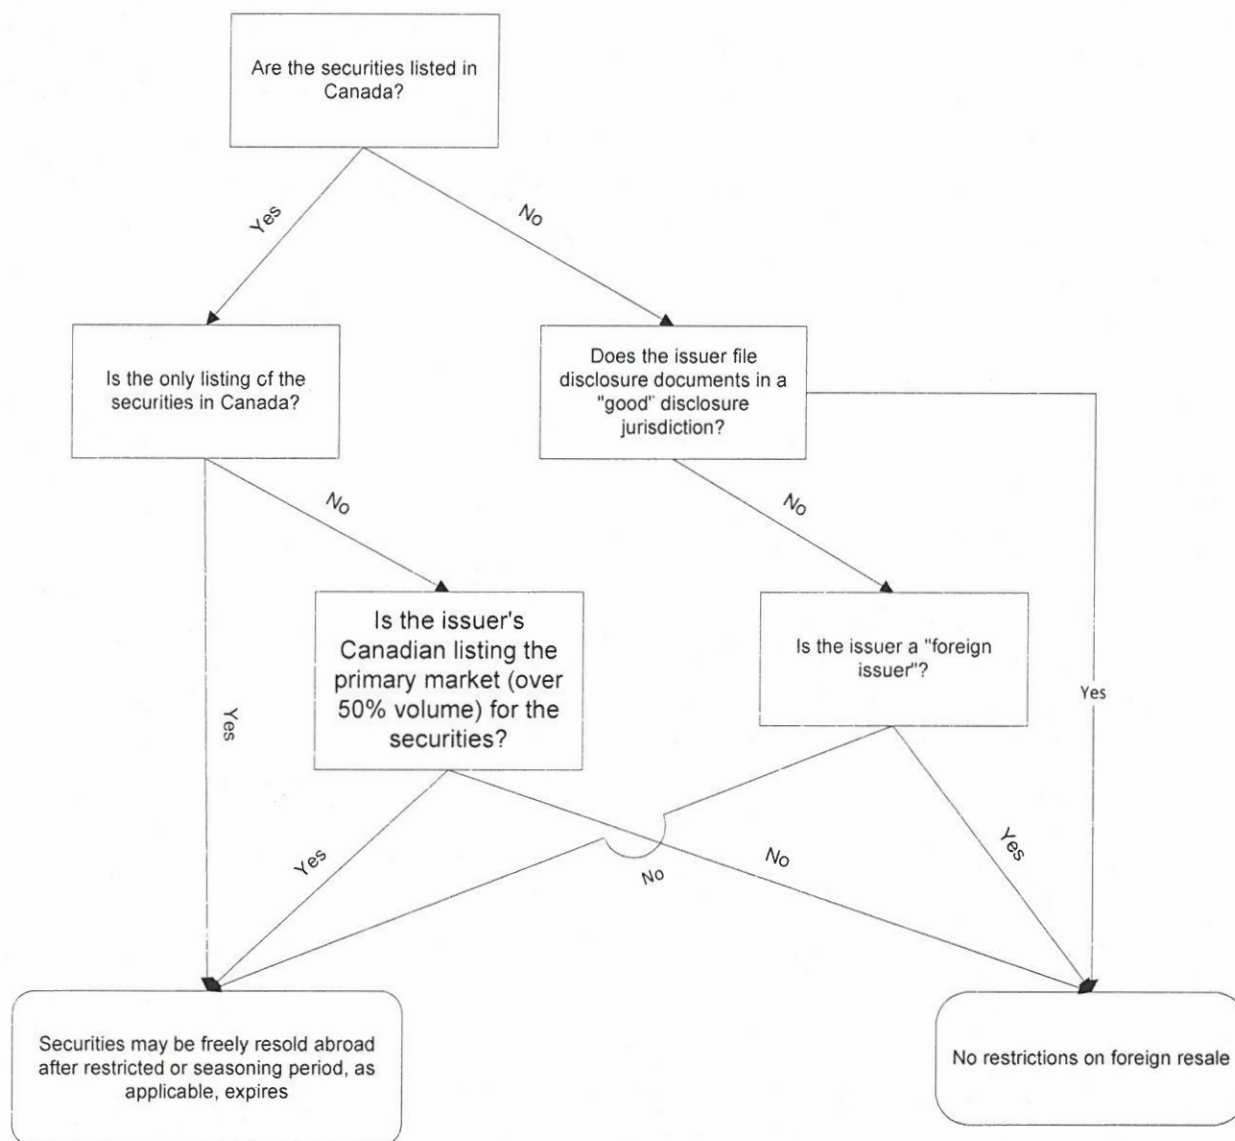 Are the securities listed in
Canada?
Yes
No
Is the only listing of the
securities in Canada?
Does the issuer file
disclosure documents in a
"good" disclosure
jurisdiction?
No
No
Is the issuer's
Canadian listing the
primary market (over
50% volume) for the
securities?
Is the issuer a "foreign
issuer"?
Yes
Yes
Yes
No
No
Yes
Securities may be freely resold abroad
after restricted or seasoning period, as
applicable, expires
No restrictions on foreign resale